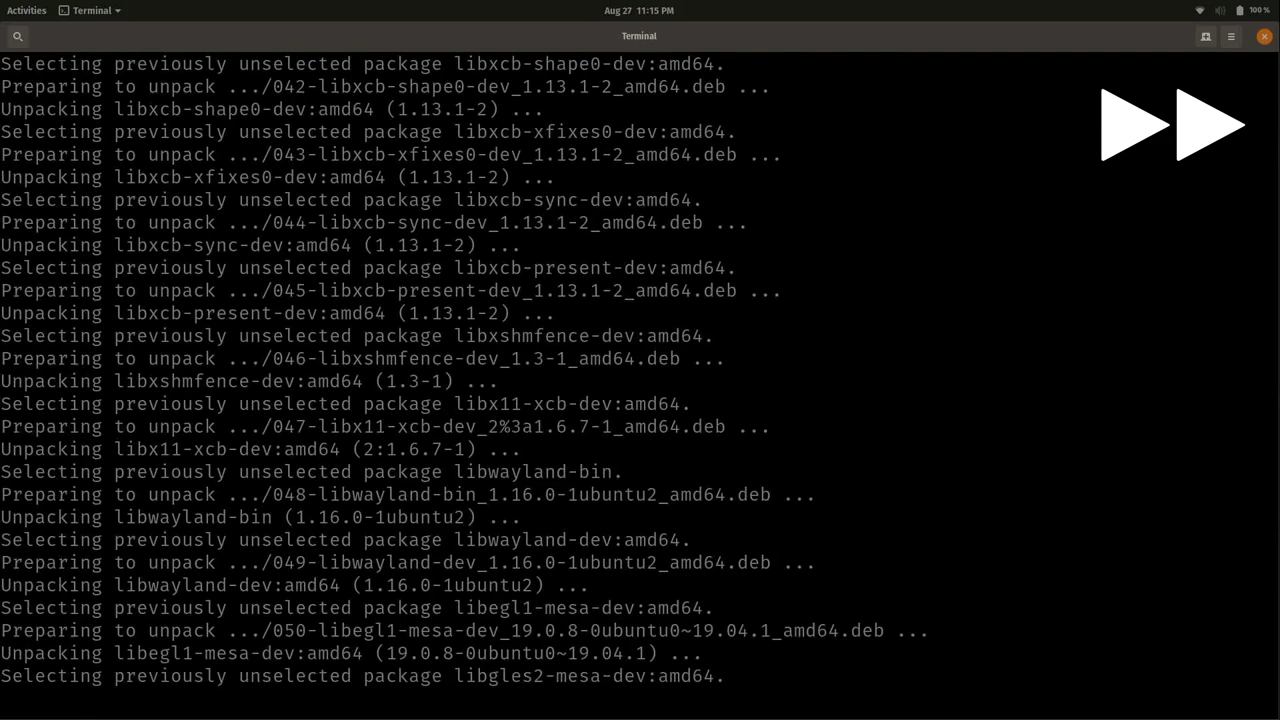 Activities
Terminal
Aug 27 11:15 PM
100 %
Terminal
Selecting previously unselected package libxcb-shape0-dev:amd64.
Preparing to unpack .../042-libxcb-shape0-dev_1.13.1-2_amd64.deb ...
Unpacking libxcb-shape0-dev:amd64 (1.13.1-2) ...
Selecting previously unselected package libxcb-xfixes0-dev:amd64.
Preparing to unpack .../043-libxcb-xfixes0-dev_1.13.1-2_amd64.deb ...
Unpacking libxcb-xfixes0-dev:amd64 (1.13.1-2) ...
Selecting previously unselected package libxcb-sync-dev:amd64.
Preparing to unpack .../044-libxcb-sync-dev_1.13.1-2_amd64.deb ...
Unpacking libxcb-sync-dev:amd64 (1.13.1-2) ...
Selecting previously unselected package libxcb-present-dev:amd64.
Preparing to unpack .../045-libxcb-present-dev_1.13.1-2_amd64.deb ...
Unpacking libxcb-present-dev:amd64 (1.13.1-2) ...
Selecting previously unselected package libxshmfence-dev:amd64.
Preparing to unpack .../046-libxshmfence-dev_1.3-1_amd64.deb ...
Unpacking libxshmfence-dev:amd64 (1.3-1) ...
Selecting previously unselected package libx11-xcb-dev:amd64.
Preparing to unpack .../047-libx11-xcb-dev_2%3a1.6.7-1_amd64.deb ...
Unpacking libx11-xcb-dev:amd64 (2:1.6.7-1) ...
Selecting previously unselected package libwayland-bin.
Preparing to unpack .../048-libwayland-bin_1.16.0-1ubuntu2_amd64.deb ...
Unpacking libwayland-bin (1.16.0-1ubuntu2) ...
Selecting previously unselected package libwayland-dev:amd64.
Preparing to unpack .../049-libwayland-dev_1.16.0-1ubuntu2_amd64.deb ...
Unpacking libwayland-dev:amd64 (1.16.0-1ubuntu2) ...
Selecting previously unselected package libegl1-mesa-dev:amd64.
Preparing to unpack .../050-libegl1-mesa-dev_19.0.8-0ubuntu0~19.04.1_amd64.deb ...
Unpacking libegl1-mesa-dev:amd64 (19.0.8-0ubuntu0~19.04.1) ...
Selecting previously unselected package libgles2-mesa-dev:amd64.